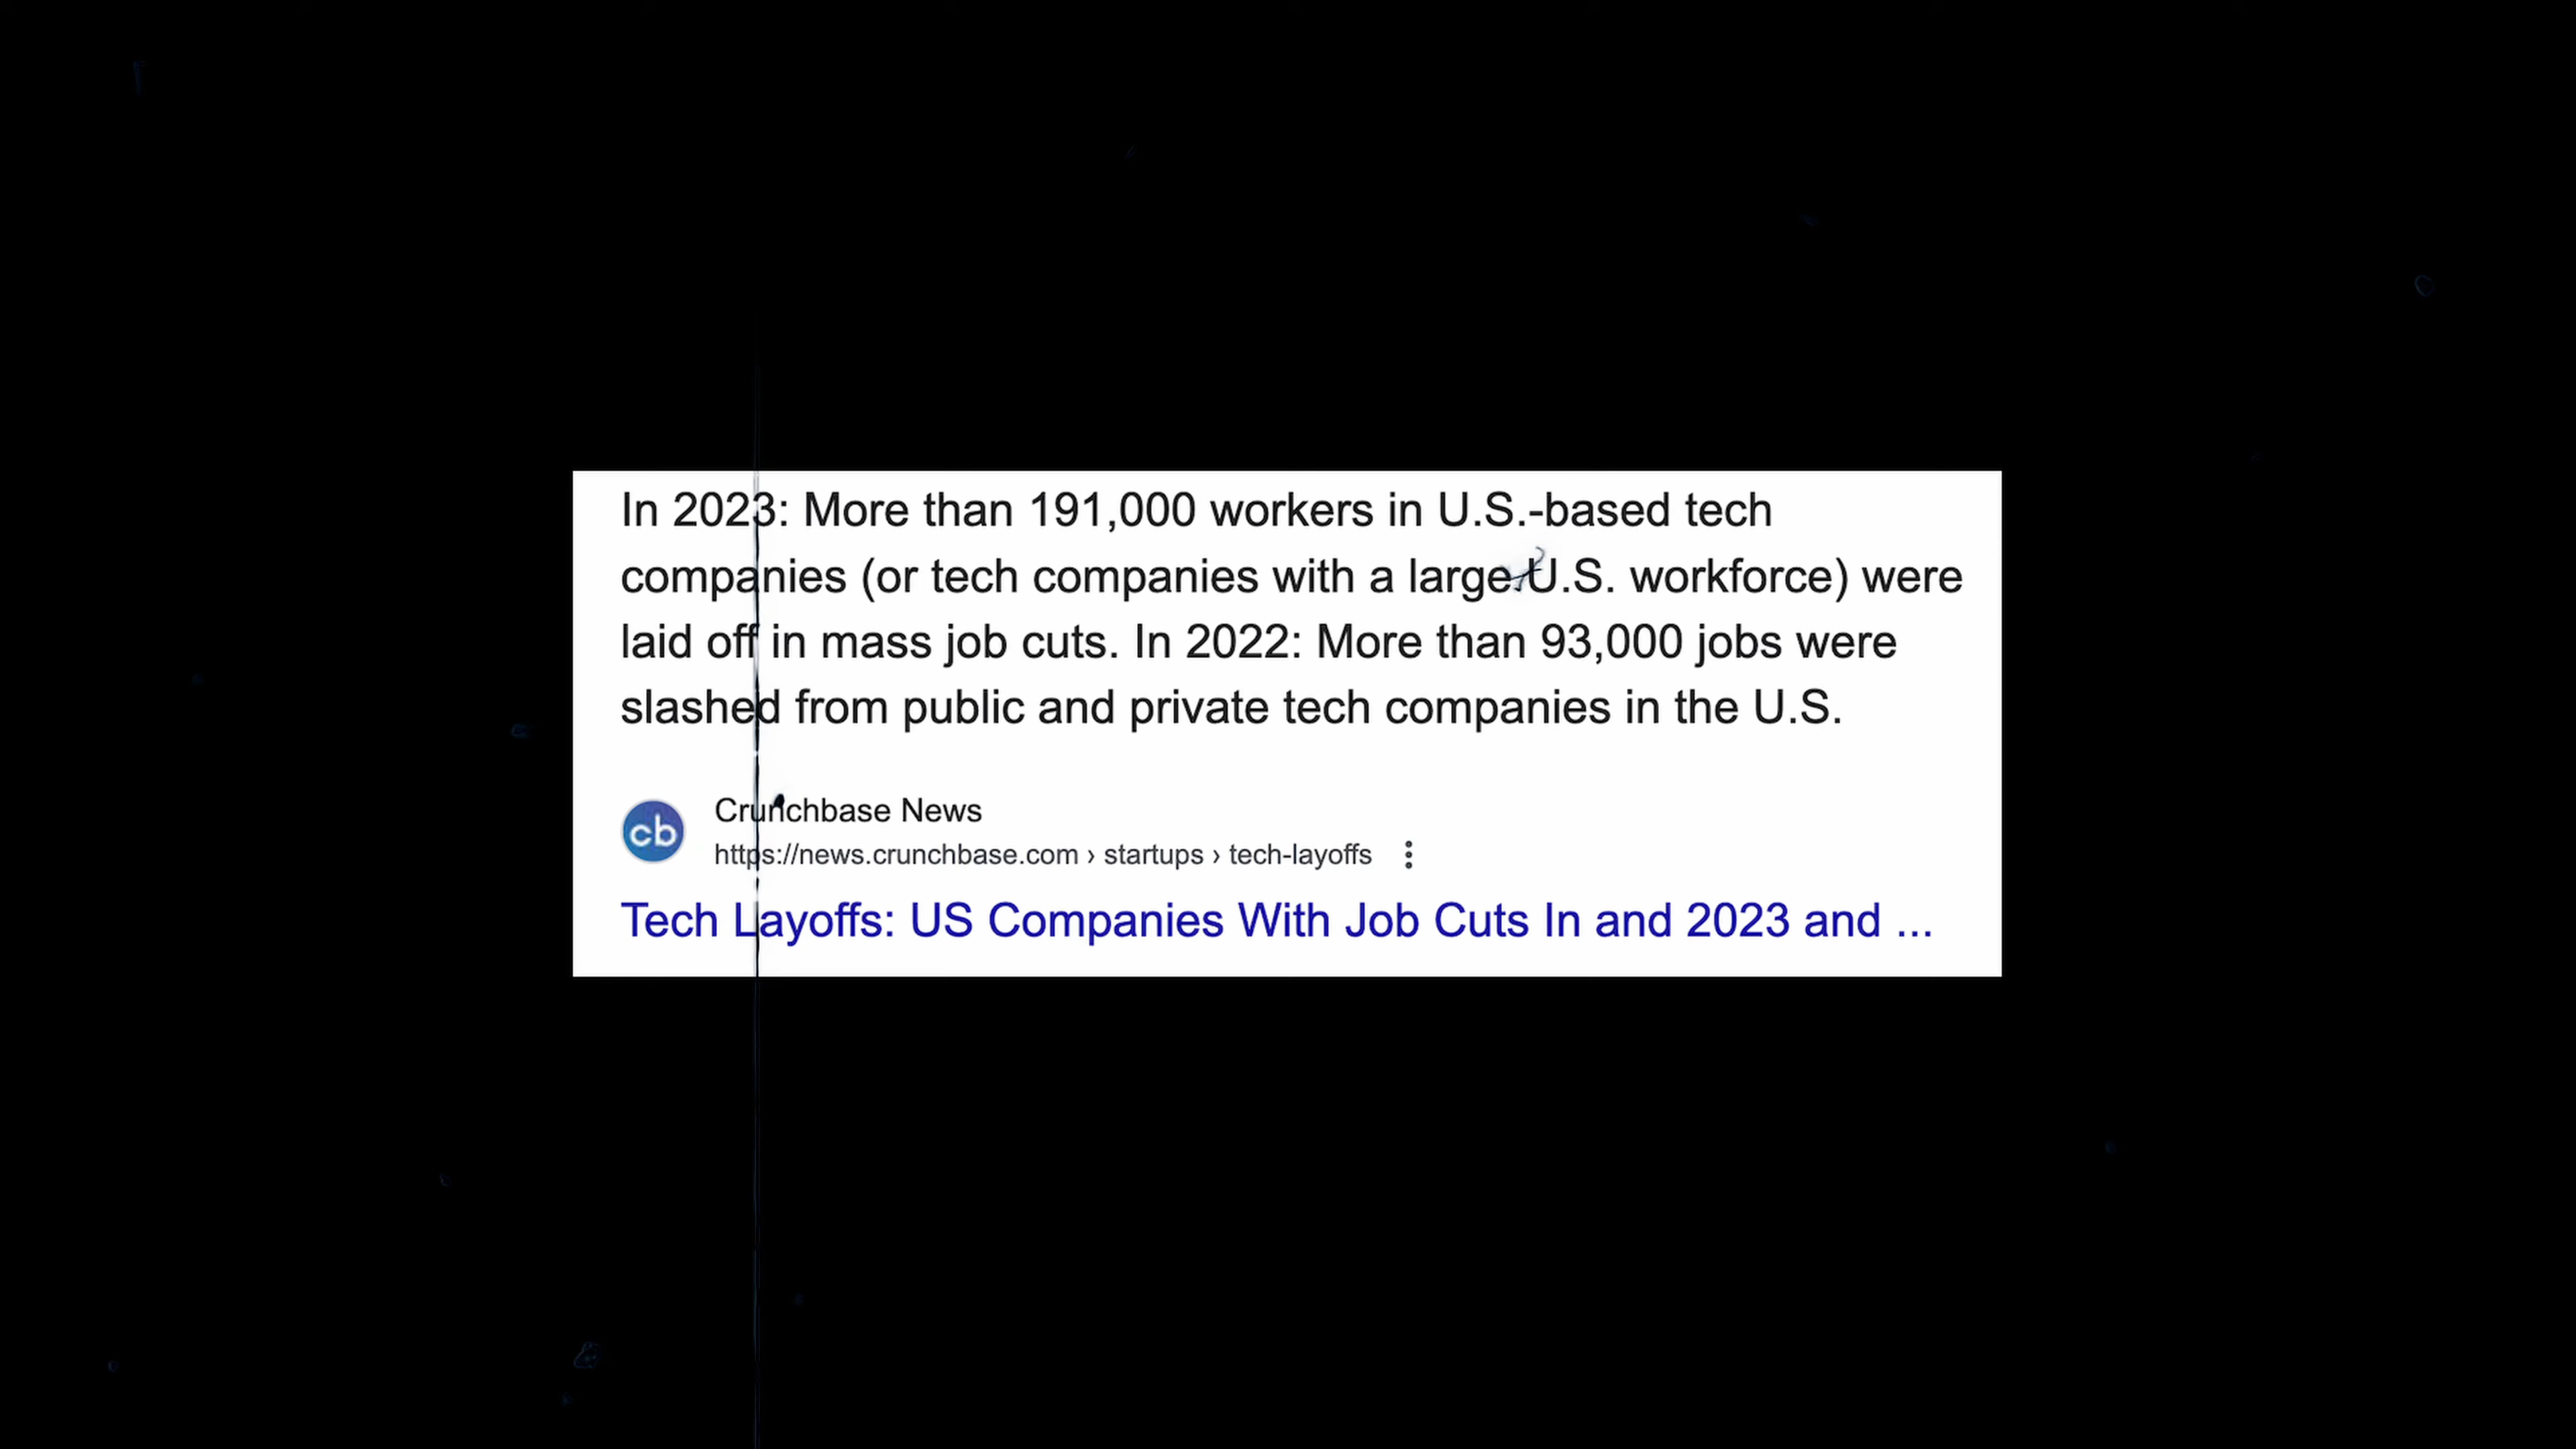 In 2023: More than 191,000 workers in U.S.-based tech
companies (or tech companies with a large U.S. workforce) were
laid off in mass job cuts. In 2022: More than 93,000 jobs were
slashed from public and private tech companies in the U.S.
cb
Crunchbase News
https://news.crunchbase.com › startups › tech-layoffs
Tech Layoffs: US Companies With Job Cuts In and 2023 and ...